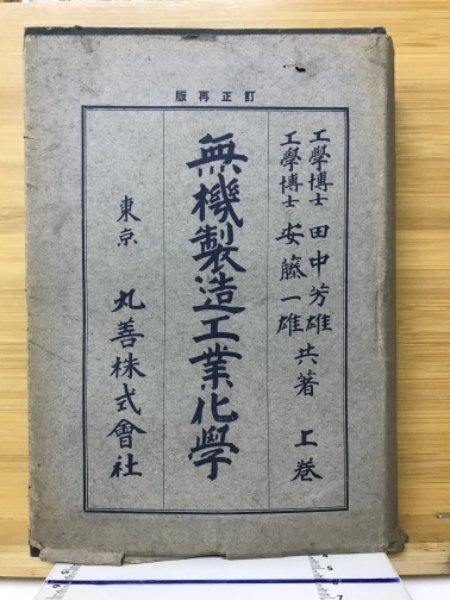 訂正再版
工學博士 田中芳雄
工學博士 安藤一雄
共著 上巻
無機製造工業化學
東京 丸善株式會社